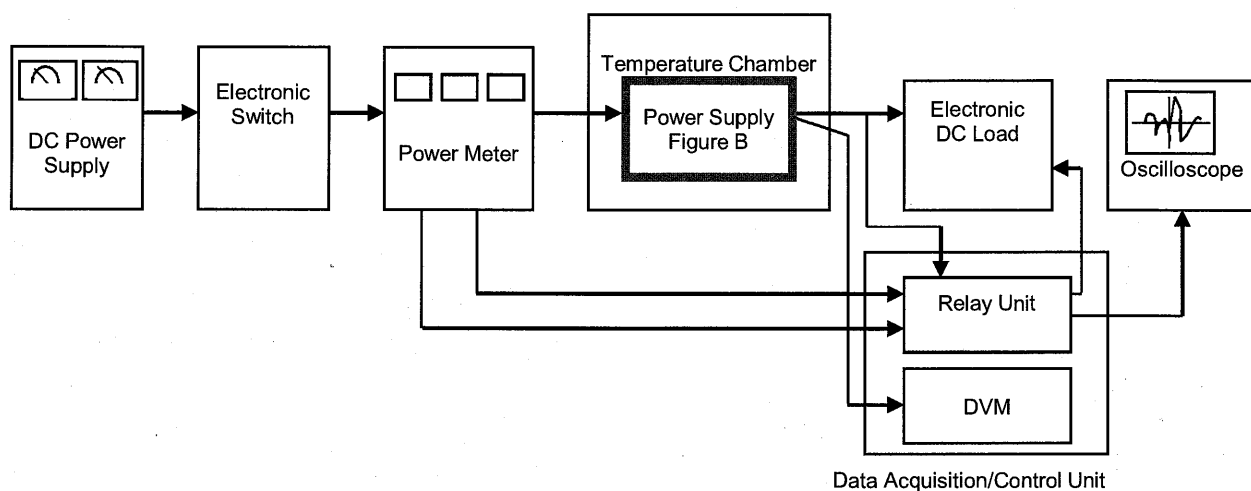 DC Power
Supply
Electronic
Switch
Power Meter
Temperature Chamber
Power Supply
Figure B
Electronic
DC Load
Oscilloscope
Relay Unit
DVM
Data Acquisition/Control Unit